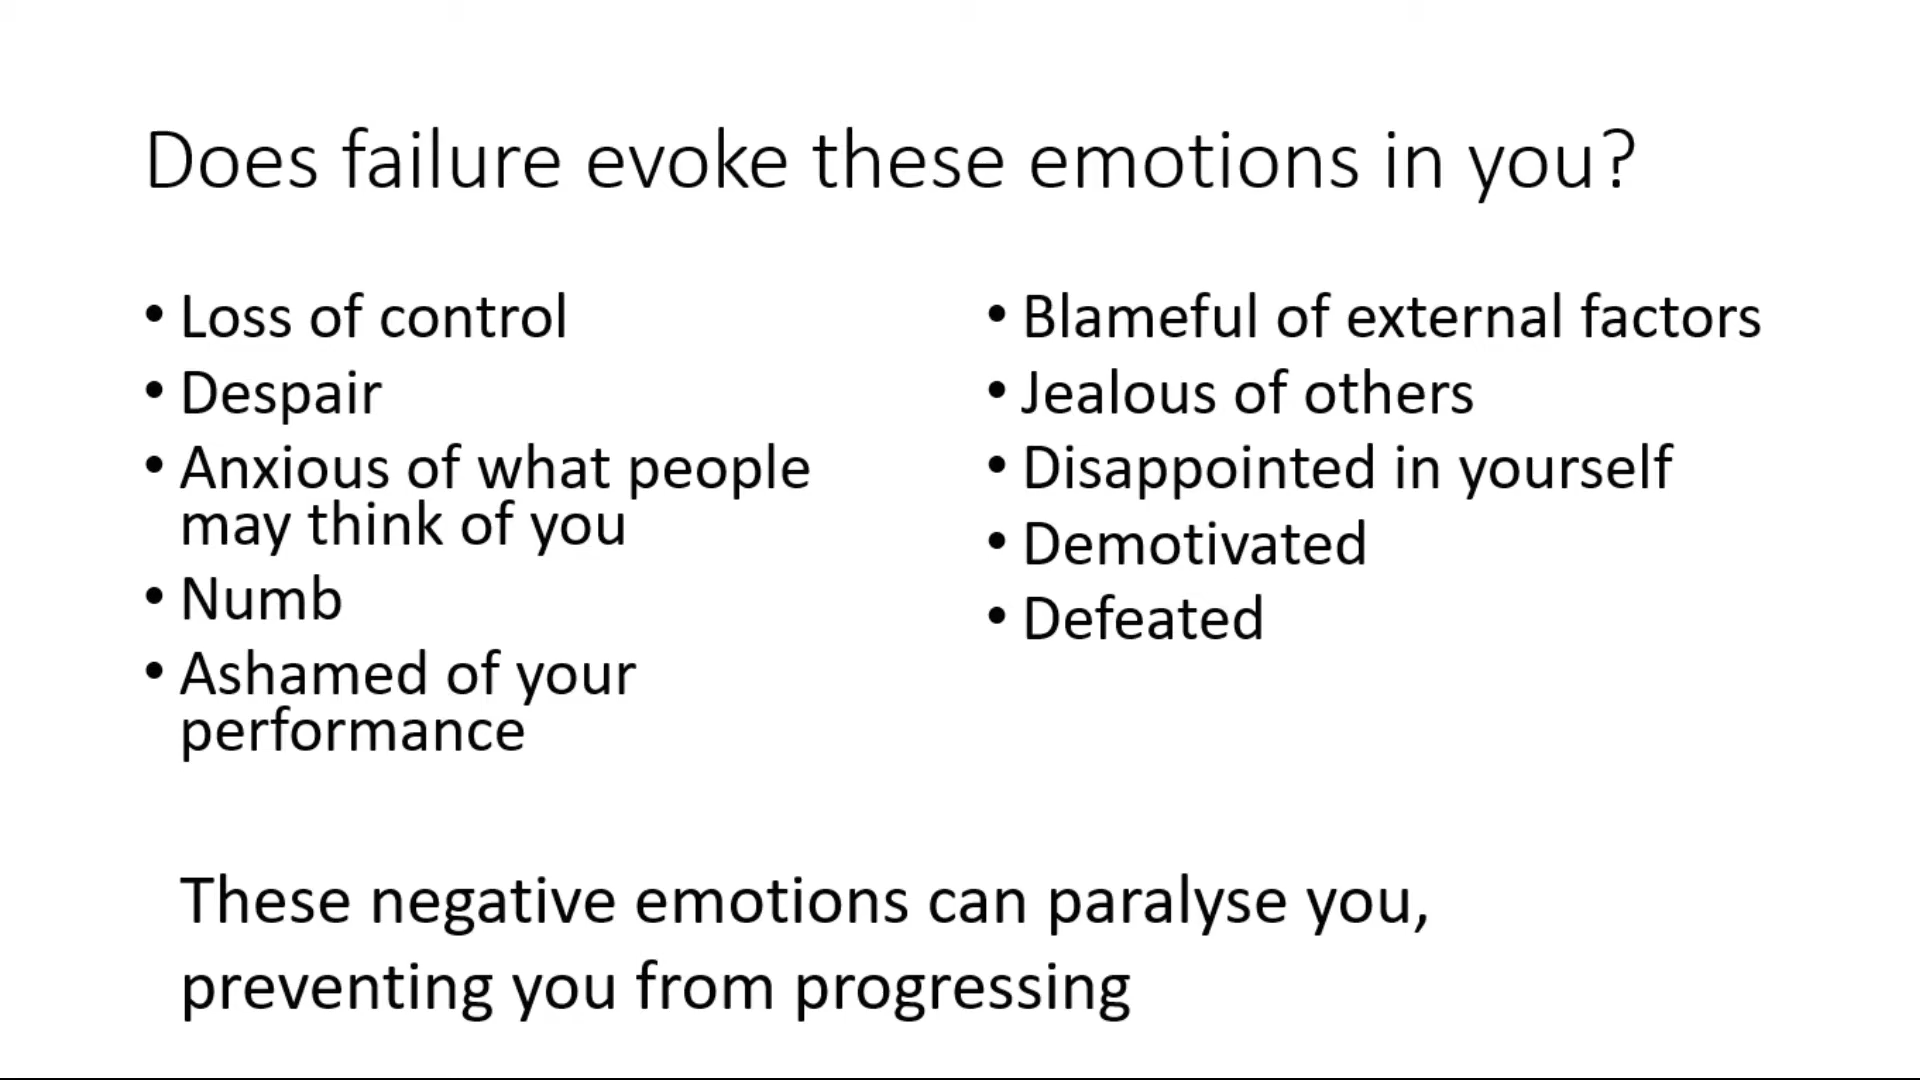 Does failure evoke these emotions in you?
• Loss of control
• Despair
• Anxious of what people
may think of you
• Numb
• Ashamed of your
performance
• Blameful of external factors
• Jealous of others
• Disappointed in yourself
• Demotivated
• Defeated
These negative emotions can paralyse you,
preventing you from progressing